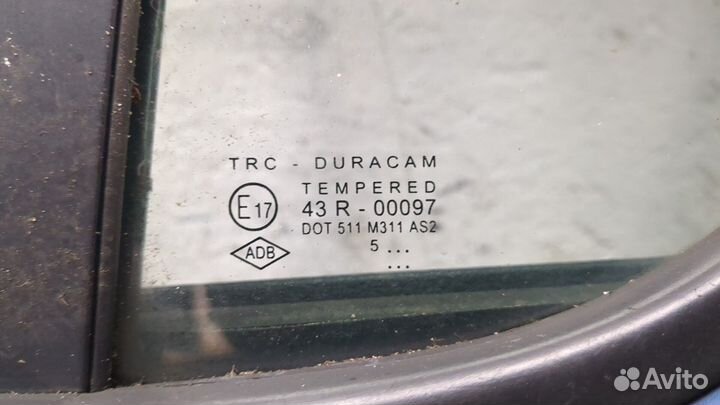 TRC - DURACAM
TEMPERED
E17
43 R - 00097
DOT 511 M311 AS2
ADB
5 ...
...
Avito